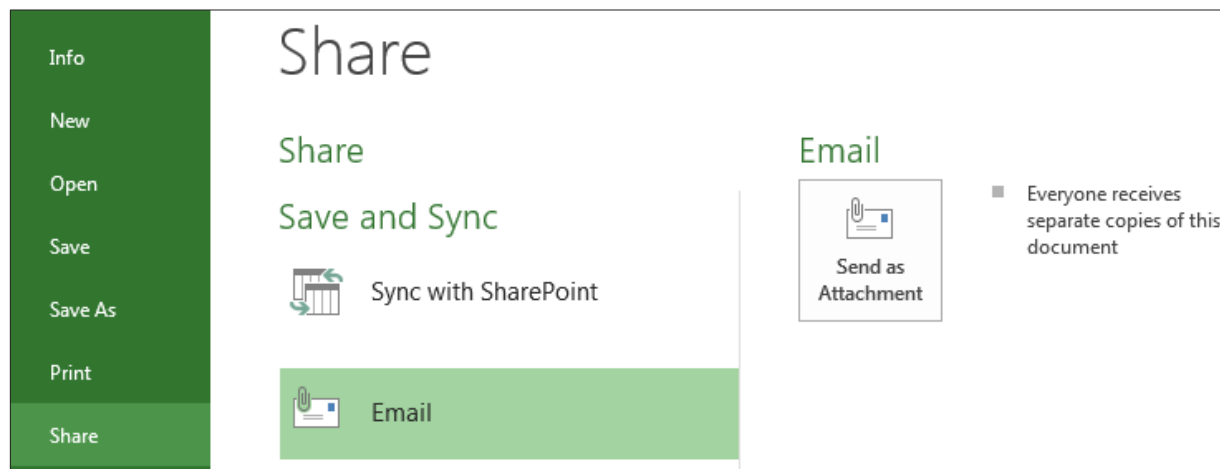 Info
New
Open
Save
Save As
Print
Share
Share
Share
Save and Sync
Sync with SharePoint
Email
Email
Send as
Attachment
Everyone receives
separate copies of this
document